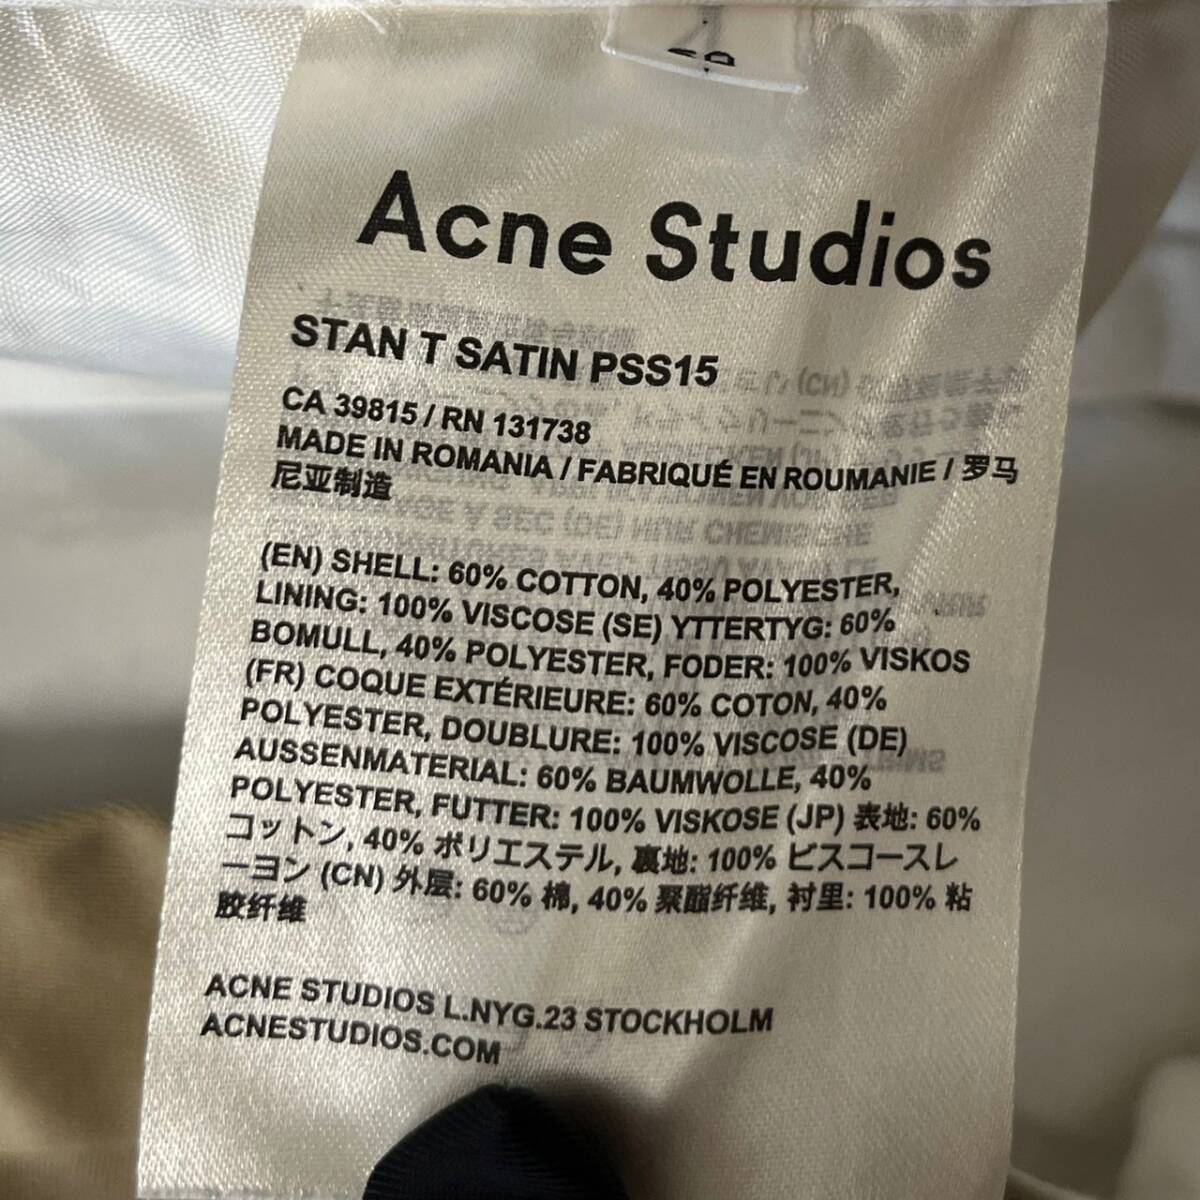 Acne Studios
STAN T SATIN PSS15
CA 39815 / RN 131738
MADE IN ROMANIA / FABRIQUÉ EN ROUMANIE / 罗马
尼亚制造
(EN) SHELL: 60% COTTON, 40% POLYESTER,
LINING: 100% VISCOSE (SE) YTTERTYG: 60%
BOMULL, 40% POLYESTER, FODER: 100% VISKOS
(FR) COQUE EXTÉRIEURE: 60% COTON, 40%
POLYESTER, DOUBLURE: 100% VISCOSE (DE)
AUSSENMATERIAL: 60% BAUMWOLLE, 40%
POLYESTER, FUTTER: 100% VISKOSE (JP) 表地: 60%
コットン, 40% ポリエステル, 裏地: 100% ビスコースレ
ーヨン (CN) 外层: 60% 棉, 40% 聚酯纤维, 衬里: 100% 粘
胶纤维
ACNE STUDIOS L.NYG.23 STOCKHOLM
ACNESTUDIOS.COM